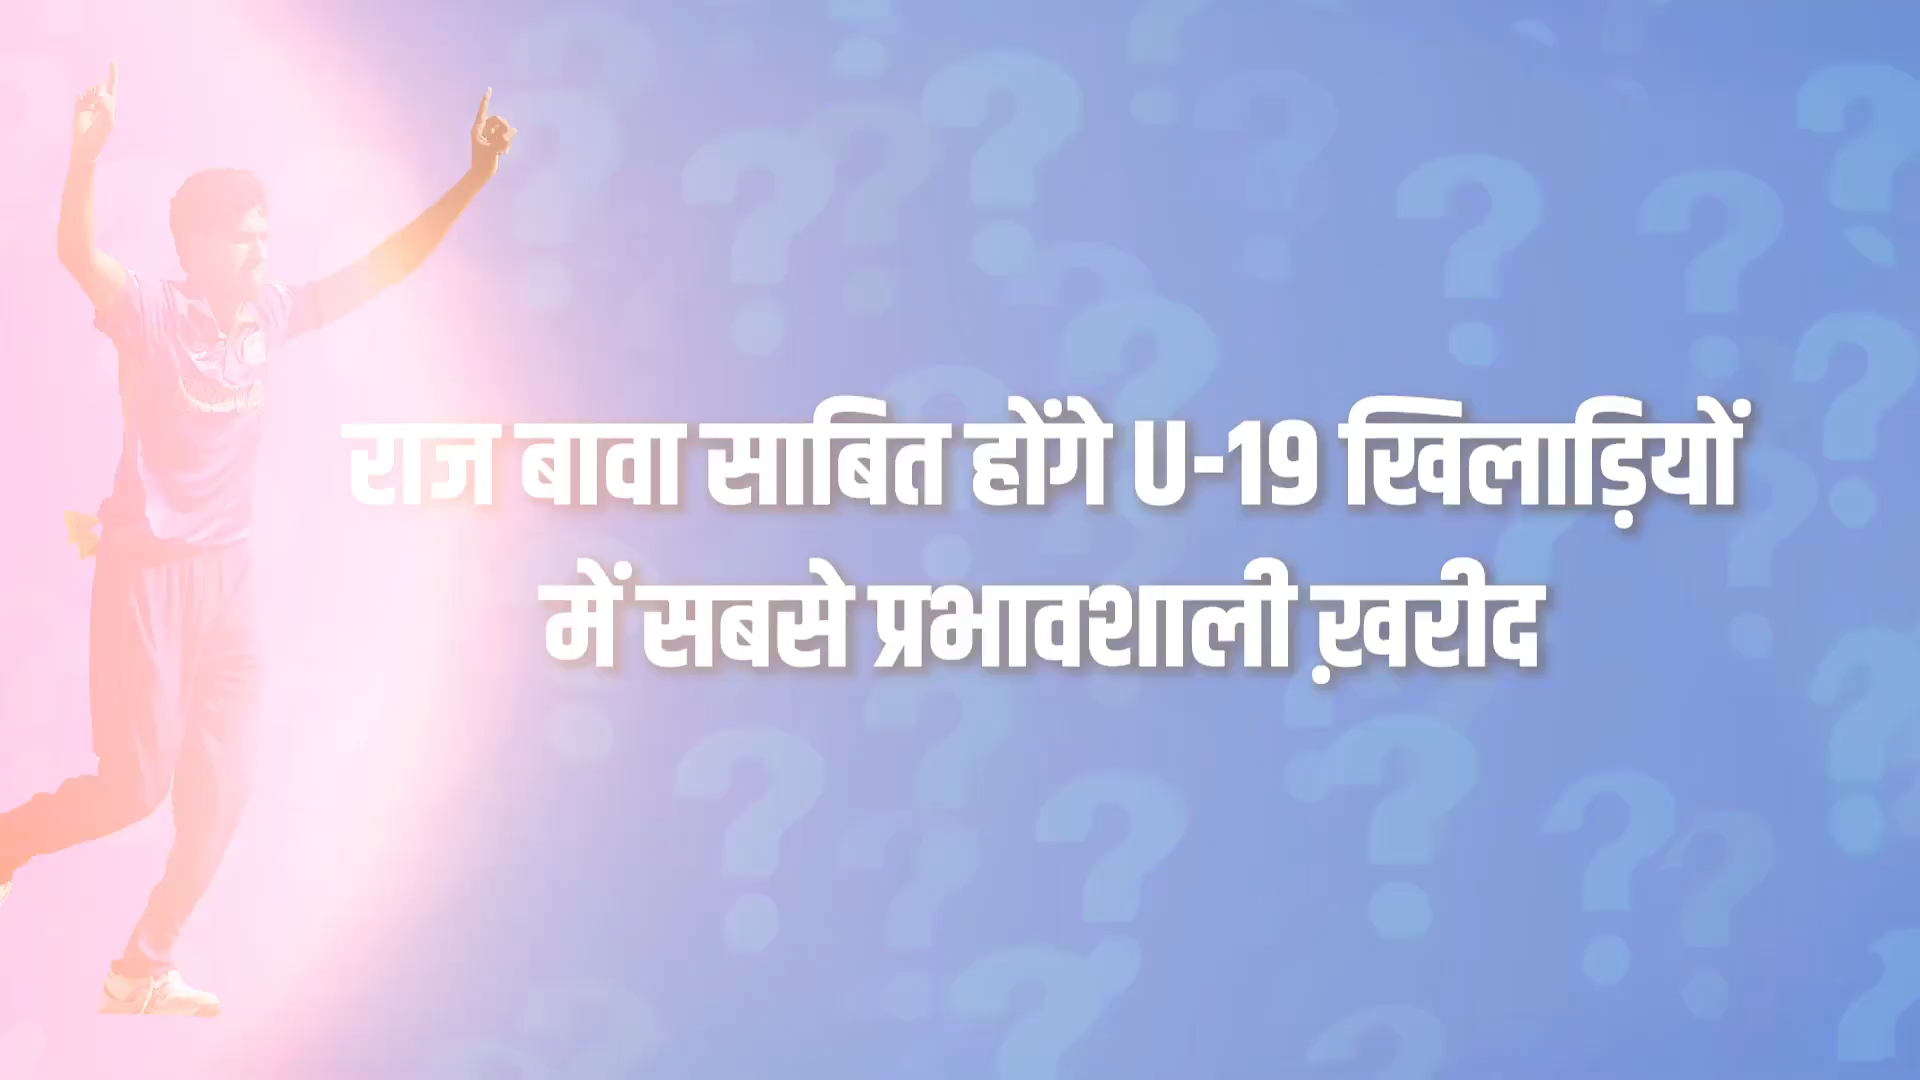 राज बावा साबित होंगे U-19 खिलाड़ियों
में सबसे प्रभावशाली ख़रीद